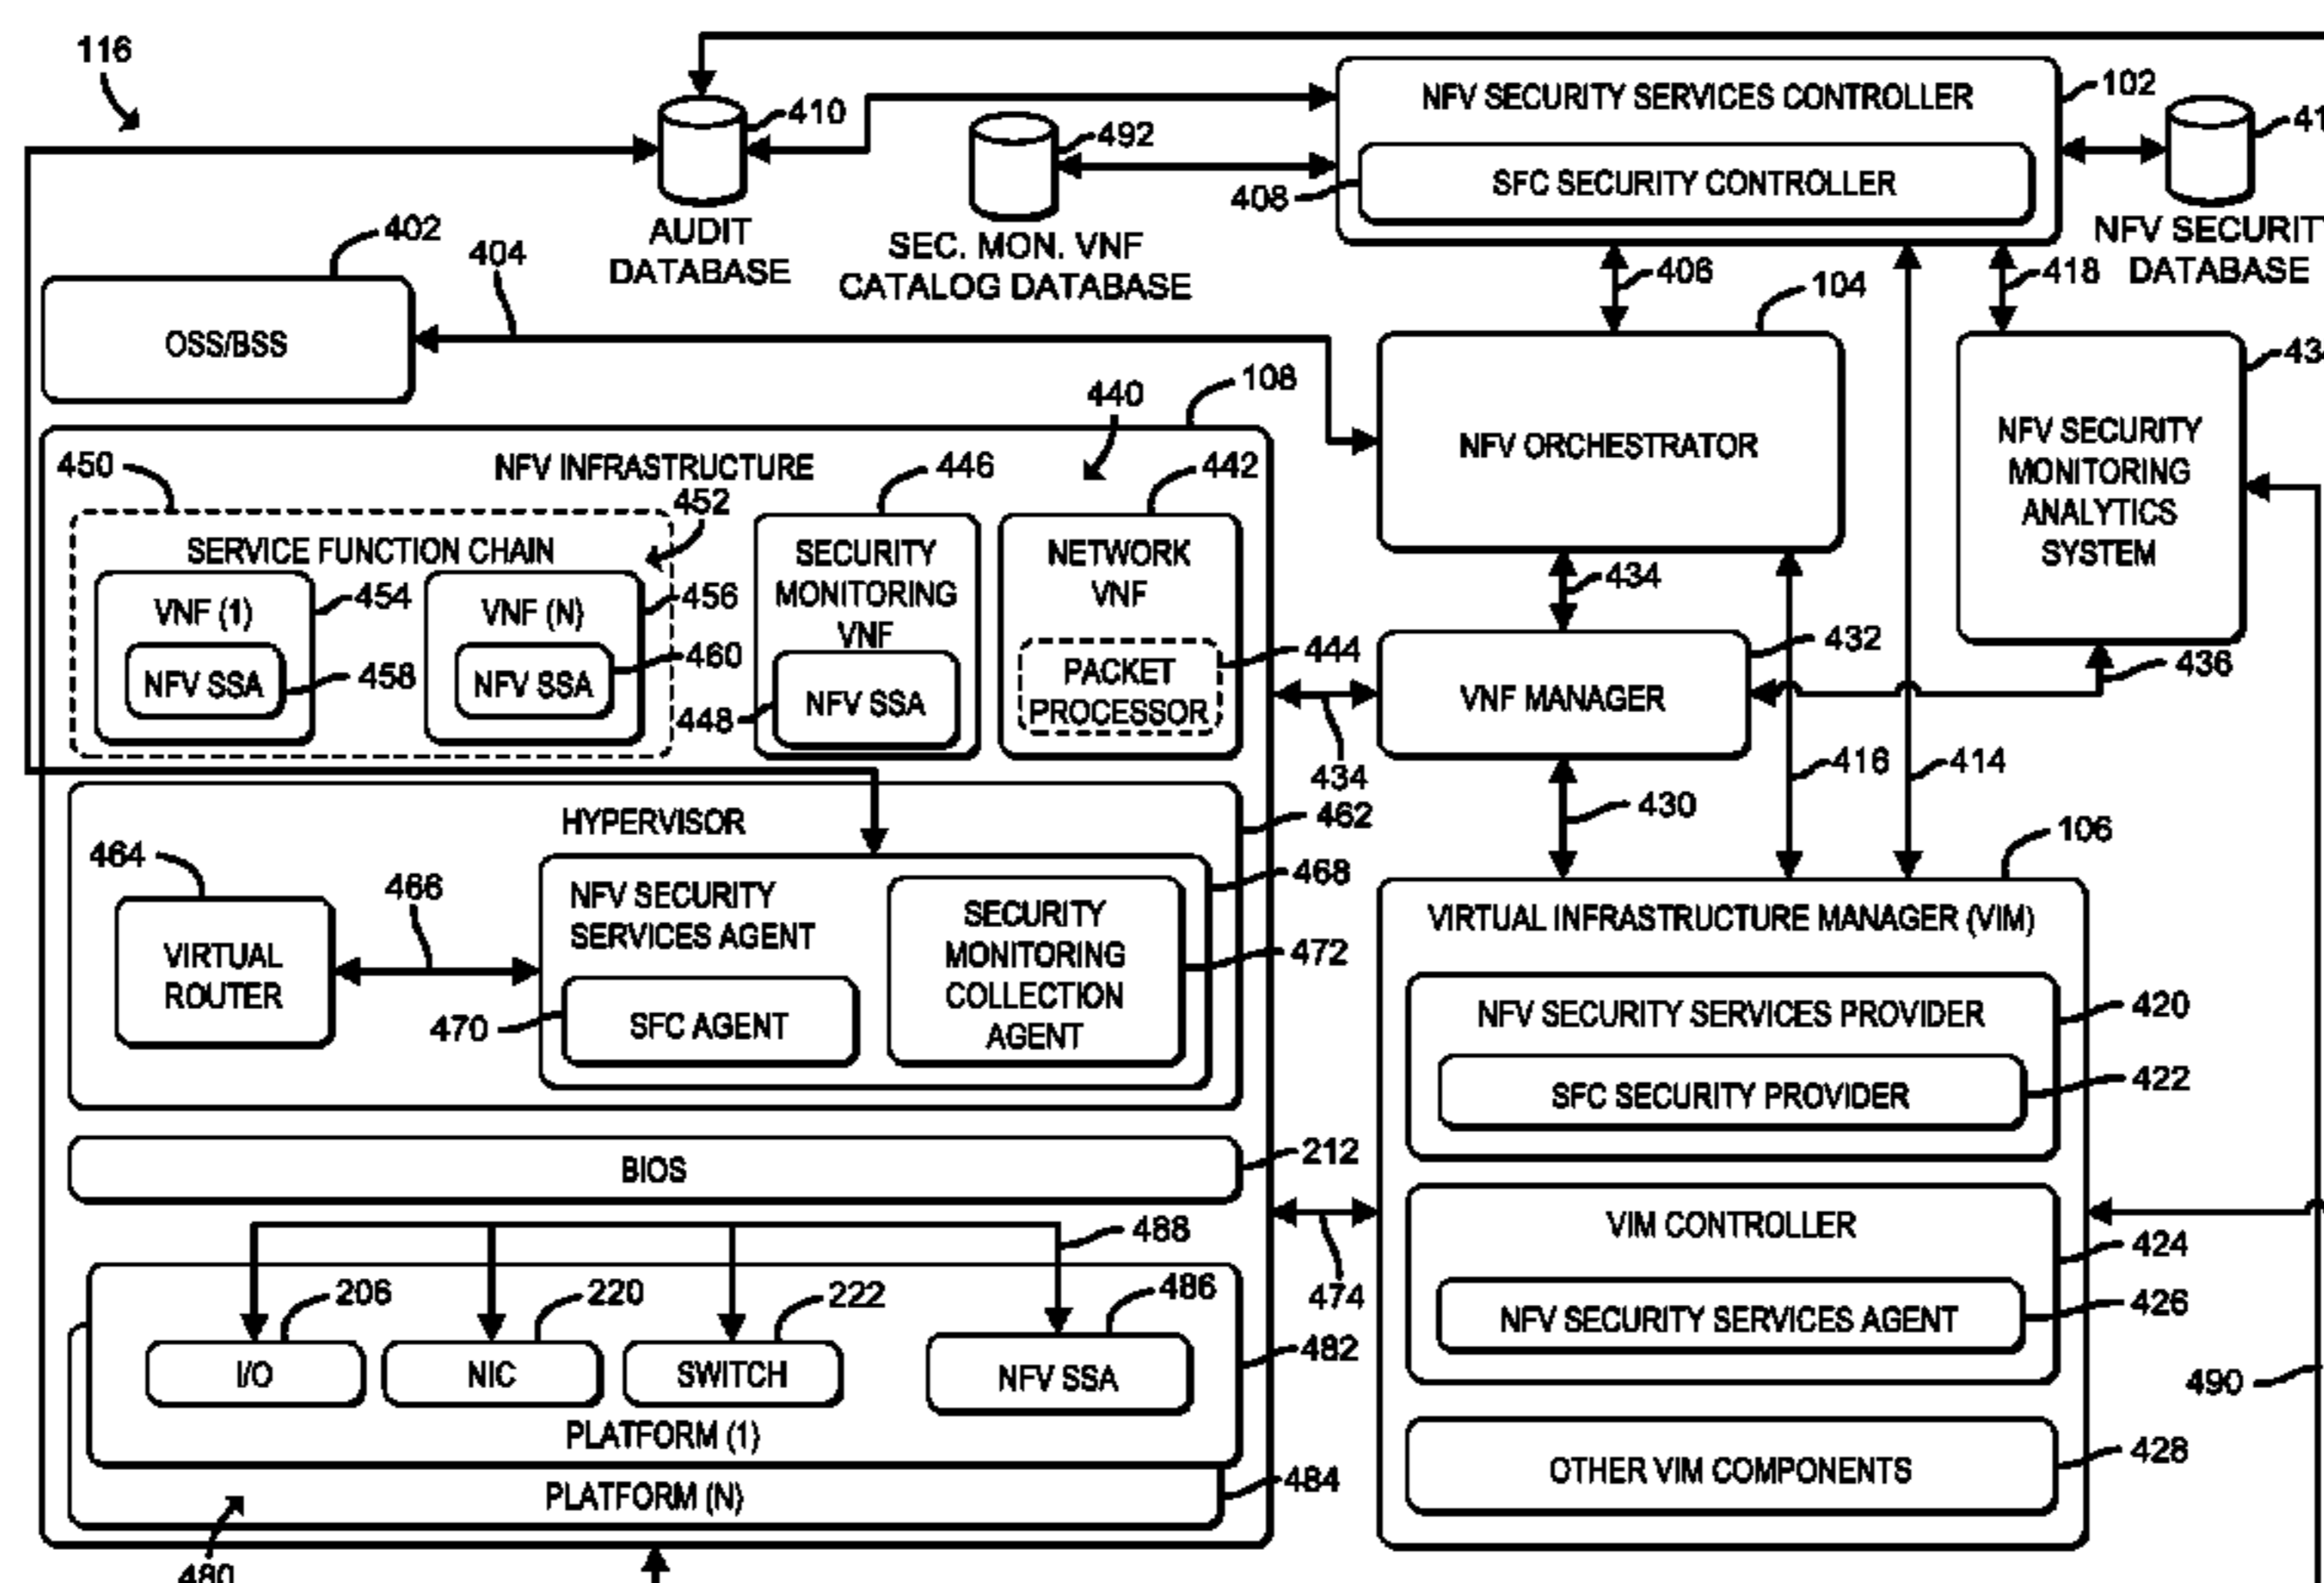 116
410
AUDIT
DATABASE
492
SEC. MON. VNF
CATALOG DATABASE
NFV SECURITY SERVICES CONTROLLER
102
408
SFC SECURITY CONTROLLER
NFV SECURITY
DATABASE
402
404
OSS/BSS
406
104
418
NFV ORCHESTRATOR
NFV SECURITY
MONITORING
ANALYTICS
SYSTEM
108
440
NFV INFRASTRUCTURE
450
452
446
442
SERVICE FUNCTION CHAIN
VNF (1)
454
NFV SSA
458
VNF (N)
456
NFV SSA
460
SECURITY
MONITORING
VNF
448
NFV SSA
NETWORK
VNF
444
PACKET
PROCESSOR
434
432
VNF MANAGER
436
434
416
414
430
HYPERVISOR
462
464
466
VIRTUAL
ROUTER
NFV SECURITY
SERVICES AGENT
468
470
SFC AGENT
SECURITY
MONITORING
COLLECTION
AGENT
472
106
VIRTUAL INFRASTRUCTURE MANAGER (VIM)
NFV SECURITY SERVICES PROVIDER
420
SFC SECURITY PROVIDER
422
BIOS
212
VIM CONTROLLER
424
NFV SECURITY SERVICES AGENT
426
474
488
206
220
222
486
I/O
NIC
SWITCH
NFV SSA
482
PLATFORM (1)
490
OTHER VIM COMPONENTS
428
PLATFORM (N)
484
480